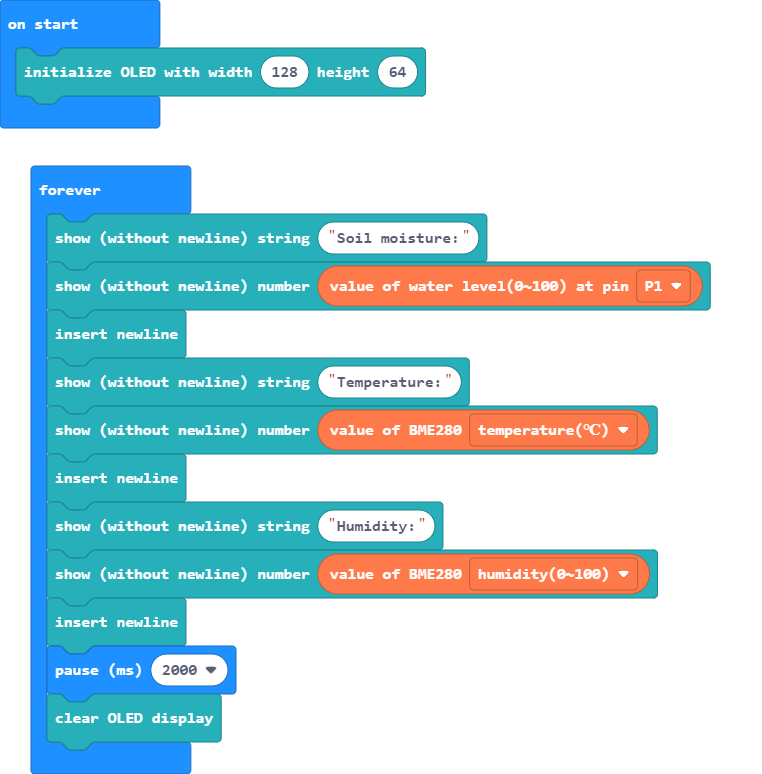 on start
initialize OLED with width 128 height 64
forever
show (without newline) string "Soil moisture:"
show (without newline) number value of water level(0~100) at pin P1
insert newline
show (without newline) string "Temperature:"
show (without newline) number value of BME280 temperature(℃)
insert newline
show (without newline) string "Humidity:"
show (without newline) number value of BME280 humidity(0~100)
insert newline
pause (ms) 2000
clear OLED display